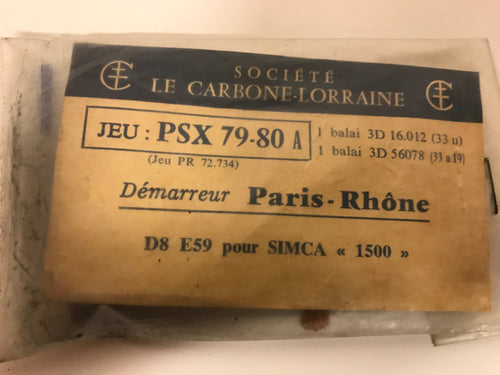 SOCIÉTÉ
LE CARBONE-LORRAINE
JEU : PSX 79-80 A
(Jeu PR 72.734)
1 balai 3D 16.012 (33 u)
1 balai 3D 56078 (33 a 19)
Démarreur Paris-Rhône
D8 E59 pour SIMCA « 1500 »